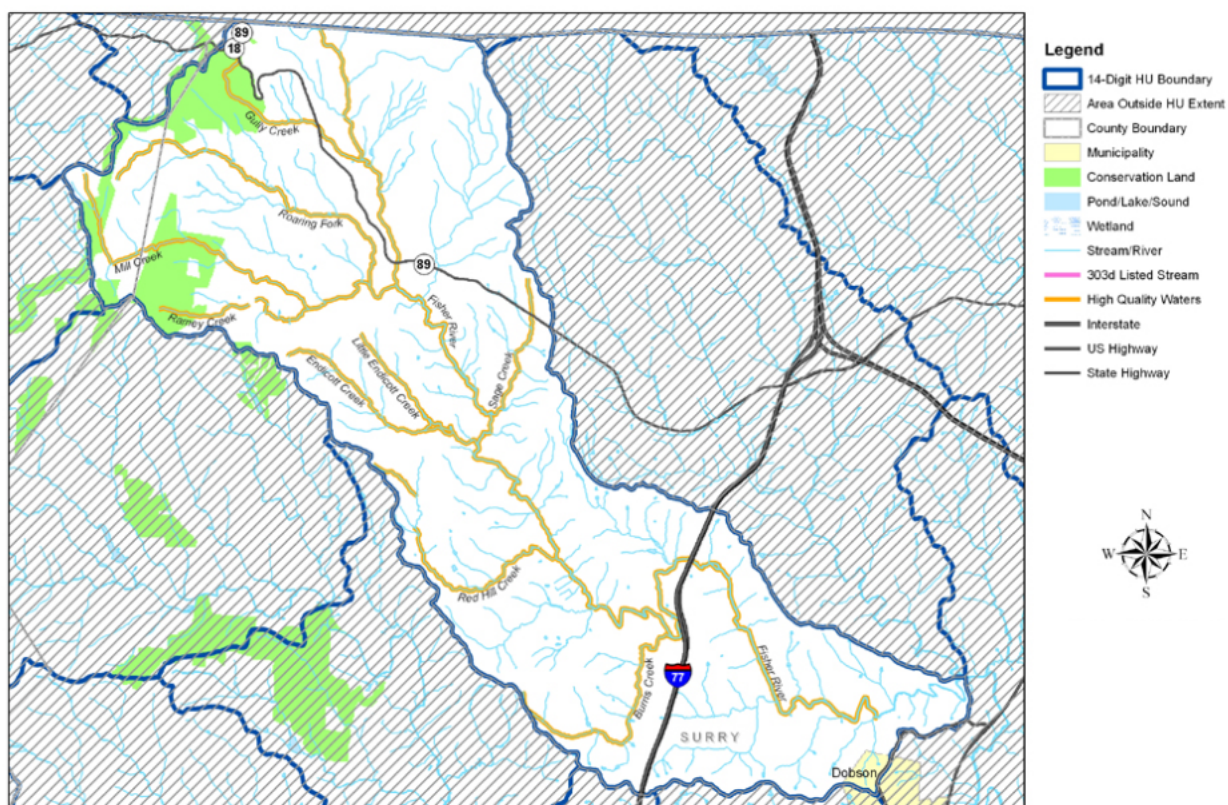 89
18
Gully Creek
Roaring Fork
Mill Creek
89
Ramey Creek
Fisher River
Little Endicott Creek
Endicott Creek
Sage Creek
Red Hill Creek
Burns Creek
Fisher River
77
SURRY
Dobson
Legend
14-Digit HU Boundary
Area Outside HU Extent
County Boundary
Municipality
Conservation Land
Pond/Lake/Sound
Wetland
Stream/River
303d Listed Stream
High Quality Waters
Interstate
US Highway
State Highway
N
W E
S